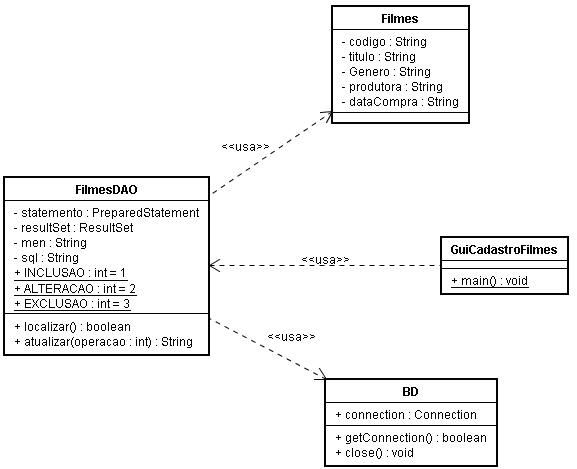 Filmes
- codigo : String
- titulo : String
- Genero : String
- produtora : String
- dataCompra : String
<<usa>>
FilmesDAO
- statemento : PreparedStatement
- resultSet : ResultSet
- men : String
- sql : String
+ INCLUSAO : int = 1
+ ALTERACAO : int = 2
+ EXCLUSAO : int = 3
+ localizar() : boolean
+ atualizar(operacao : int) : String
<<usa>>
GuiCadastroFilmes
+ main() : void
<<usa>>
BD
+ connection : Connection
+ getConnection() : boolean
+ close() : void